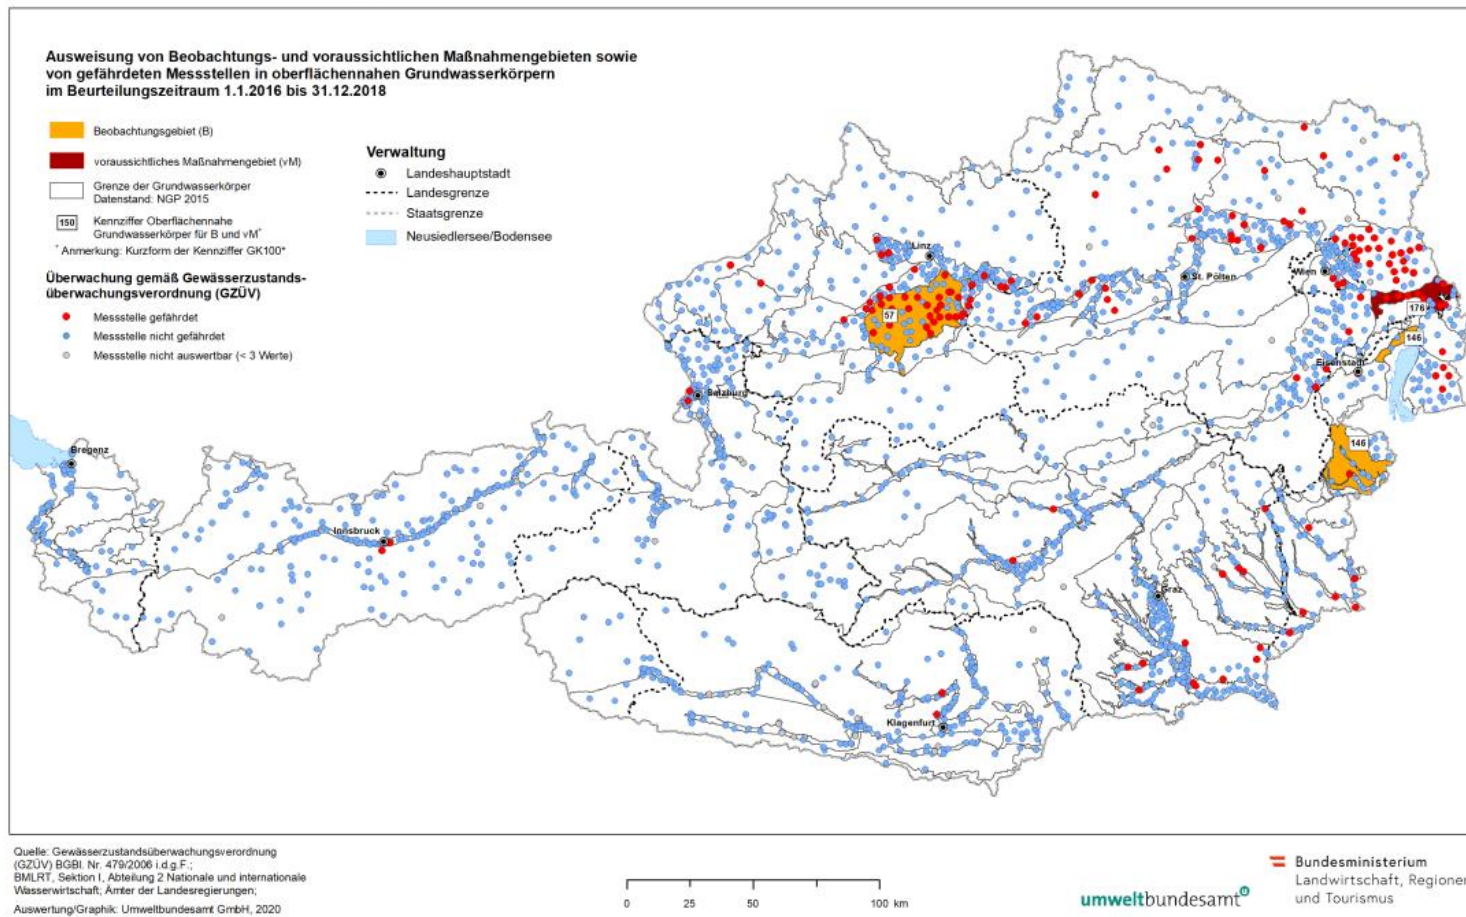 Ausweisung von Beobachtungs- und voraussichtlichen Maßnahmengebieten sowie
von gefährdeten Messstellen in oberflächennahen Grundwasserkörpern
im Beurteilungszeitraum 1.1.2016 bis 31.12.2018
Beobachtungsgebiet (B)
voraussichtliches Maßnahmengebiet (vM)
Grenze der Grundwasserkörper
Datenstand: NGP 2015
150
Kennziffer Oberflächennahe
Grundwasserkörper für B und vM*
* Anmerkung: Kurzform der Kennziffer GK100*
Überwachung gemäß Gewässerzustands-
überwachungsverordnung (GZÜV)
Messstelle gefährdet
Messstelle nicht gefährdet
Messstelle nicht auswertbar (< 3 Werte)
Verwaltung
Landeshauptstadt
Landesgrenze
Staatsgrenze
Neusiedlersee/Bodensee
Linz
St. Pölten
Wien
57
176
146
Eisenstadt
Salzburg
146
Bregenz
Innsbruck
Graz
Klagenfurt
Quelle: Gewässerzustandsüberwachungsverordnung
(GZÜV) BGBl. Nr. 479/2006 i.d.g.F.;
BMLRT, Sektion I, Abteilung 2 Nationale und internationale
Wasserwirtschaft; Ämter der Landesregierungen;
Auswertung/Graphik: Umweltbundesamt GmbH, 2020
0 25 50 100 km
umweltbundesamt
Bundesministerium
Landwirtschaft, Regionen
und Tourismus